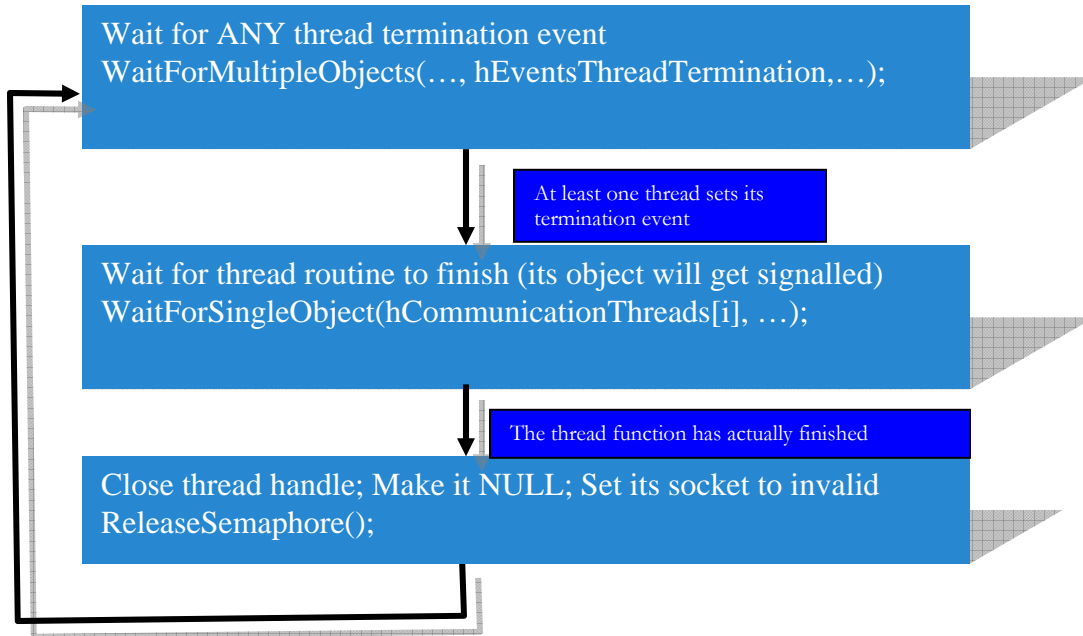 Wait for ANY thread termination event
WaitForMultipleObjects(…, hEventsThreadTermination,…);
At least one thread sets its
termination event
Wait for thread routine to finish (its object will get signalled)
WaitForSingleObject(hCommunicationThreads[i], …);
The thread function has actually finished
Close thread handle; Make it NULL; Set its socket to invalid
ReleaseSemaphore();